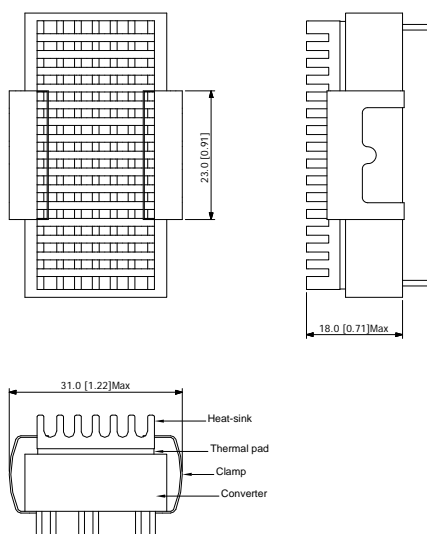 23.0 [0.91]
18.0 [0.71]Max
31.0 [1.22]Max
Heat-sink
Thermal pad
Clamp
Converter